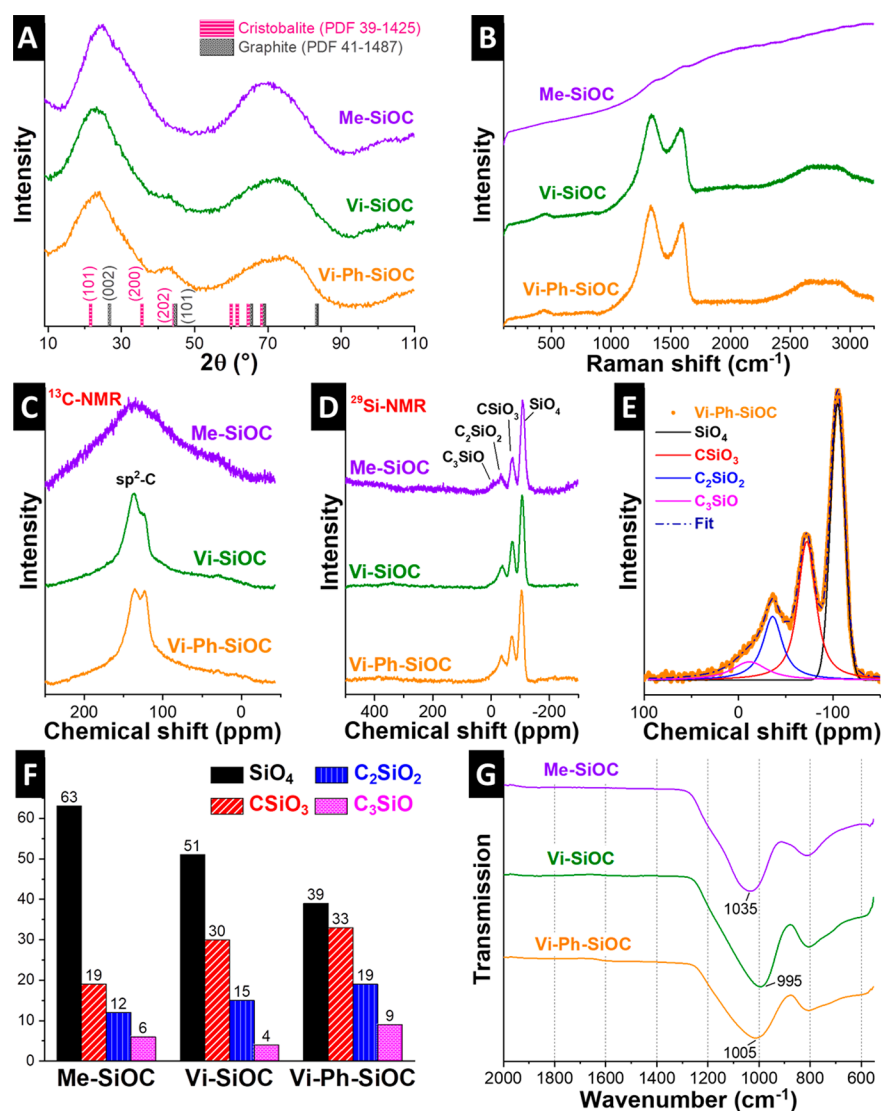 A
Cristobalite (PDF 39-1425)
Graphite (PDF 41-1487)
Me-SiOC
Vi-SiOC
Vi-Ph-SiOC
(101)
(002)
(200)
(202)
(101)
Intensity
10 30 50 70 90 110
2θ (°)
B
Me-SiOC
Vi-SiOC
Vi-Ph-SiOC
Intensity
500 1000 1500 2000 2500 3000
Raman shift (cm⁻¹)
C
¹³C-NMR
Me-SiOC
sp²-C
Vi-SiOC
Vi-Ph-SiOC
Intensity
200 100 0
Chemical shift (ppm)
D
²⁹Si-NMR
SiO₄
CSiO₃
C₂SiO₂
C₃SiO
Me-SiOC
Vi-SiOC
Vi-Ph-SiOC
Intensity
500 200 0 -200
Chemical shift (ppm)
E
Vi-Ph-SiOC
SiO₄
CSiO₃
C₂SiO₂
C₃SiO
Fit
Intensity
100 0 -100
Chemical shift (ppm)
F
SiO₄
C₂SiO₂
CSiO₃
C₃SiO
60
50
40
30
20
10
0
63 19 12 6
51 30 15 4
39 33 19 9
Me-SiOC Vi-SiOC Vi-Ph-SiOC
G
Me-SiOC
1035
Vi-SiOC
995
Vi-Ph-SiOC
1005
Transmission
2000 1800 1600 1400 1200 1000 800 600
Wavenumber (cm⁻¹)